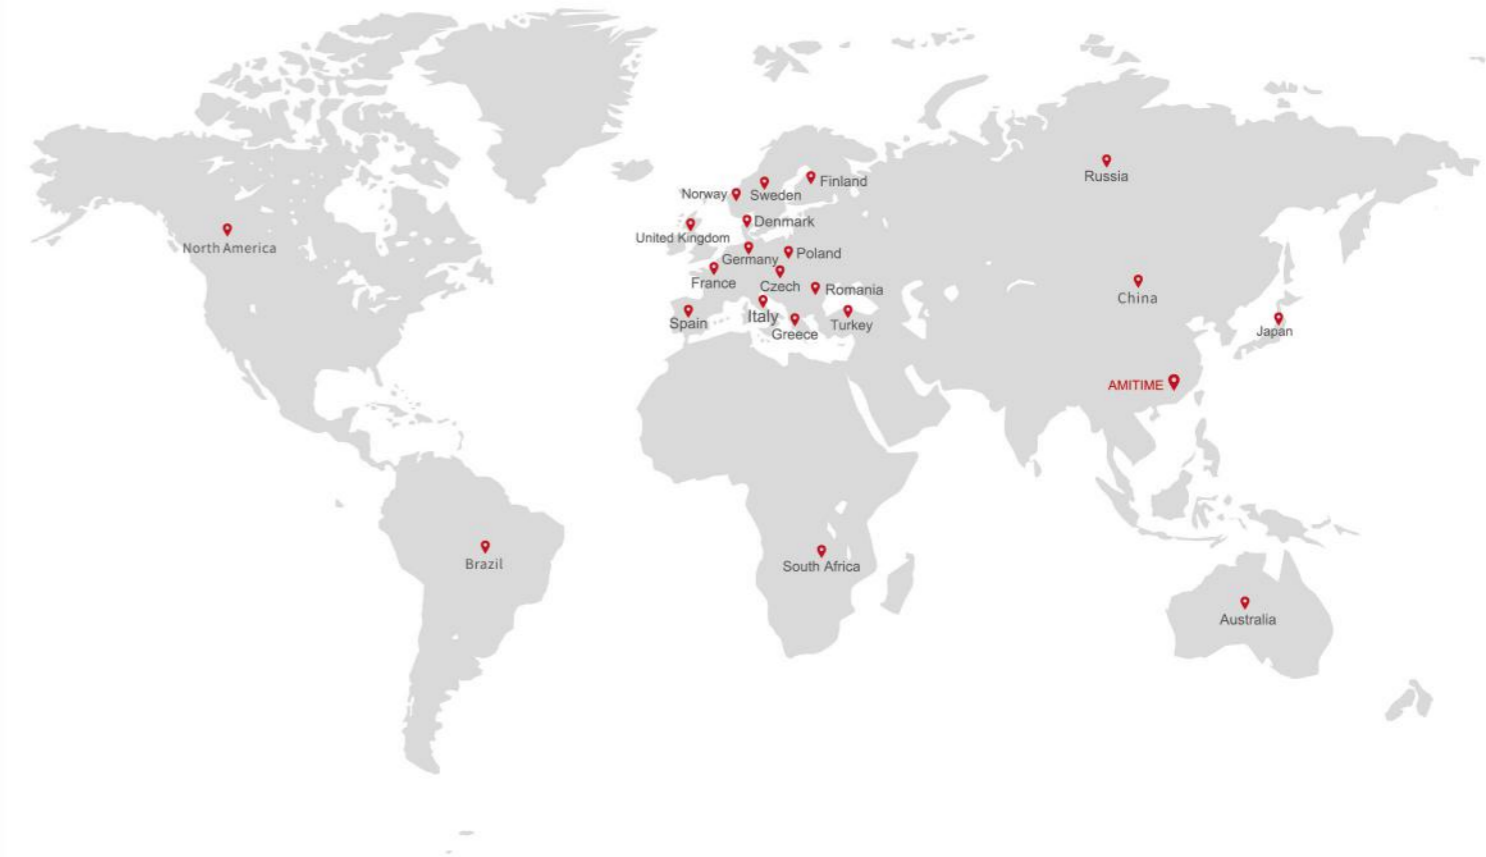 Russia
Finland
Norway
Sweden
Denmark
United Kingdom
North America
Poland
Germany
France
Czech
Romania
China
Italy
Spain
Turkey
Greece
Japan
AMITIME
Brazil
South Africa
Australia